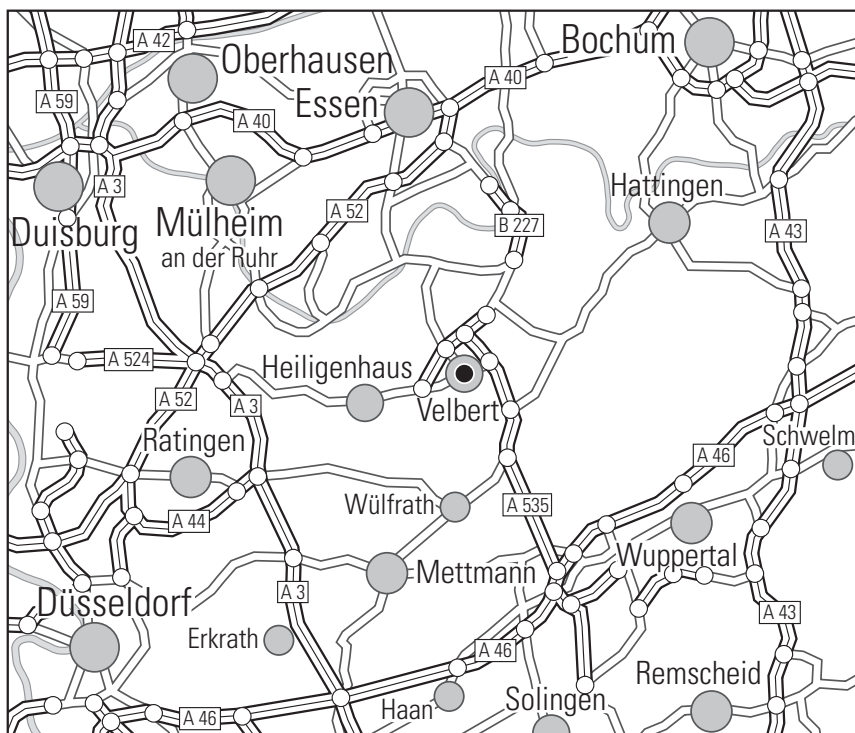 A 42
Oberhausen
Bochum
A 59
A 40
Essen
A 40
A 3
Hattingen
A 52
Duisburg
Mülheim
an der Ruhr
B 227
A 43
A 59
A 524
Heiligenhaus
A 52
A 3
Velbert
Ratingen
Schwelm
A 46
Wülfrath
A 535
A 44
Wuppertal
Mettmann
A 3
Düsseldorf
A 43
Erkrath
A 46
Remscheid
Haan
Solingen
A 46